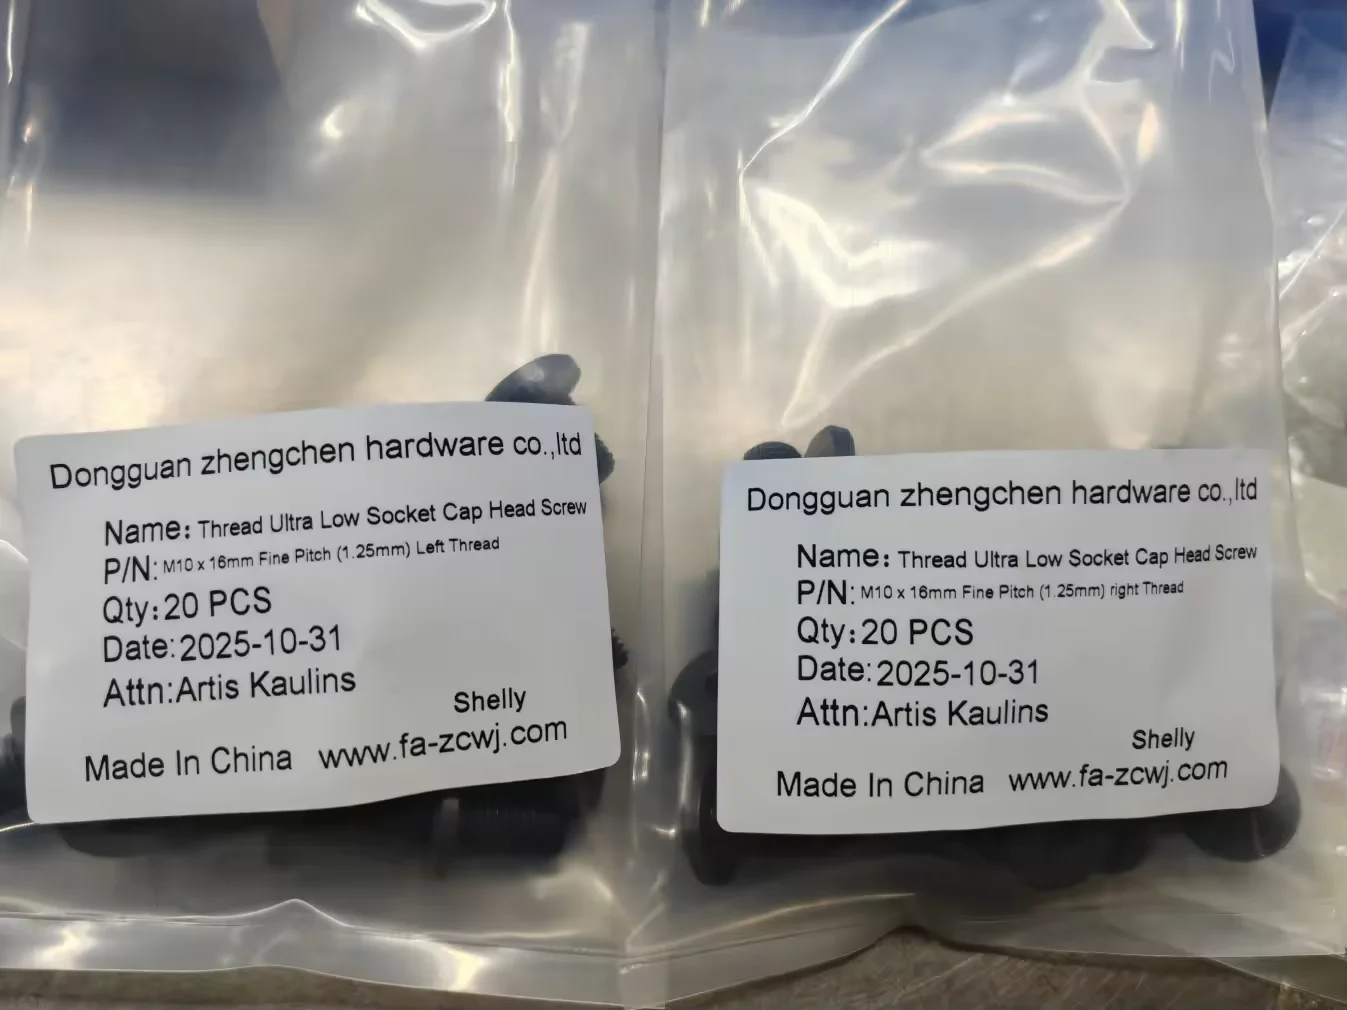 Dongguan zhengchen hardware co.,ltd
Name: Thread Ultra Low Socket Cap Head Screw
P/N: M10 x 16mm Fine Pitch (1.25mm) Left Thread
Qty: 20 PCS
Date: 2025-10-31
Attn:Artis Kaulins
Shelly
Made In China www.fa-zcwj.com
Dongguan zhengchen hardware co.,ltd
Name: Thread Ultra Low Socket Cap Head Screw
P/N: M10 x 16mm Fine Pitch (1.25mm) right Thread
Qty: 20 PCS
Date: 2025-10-31
Attn:Artis Kaulins
Shelly
Made In China www.fa-zcwj.com